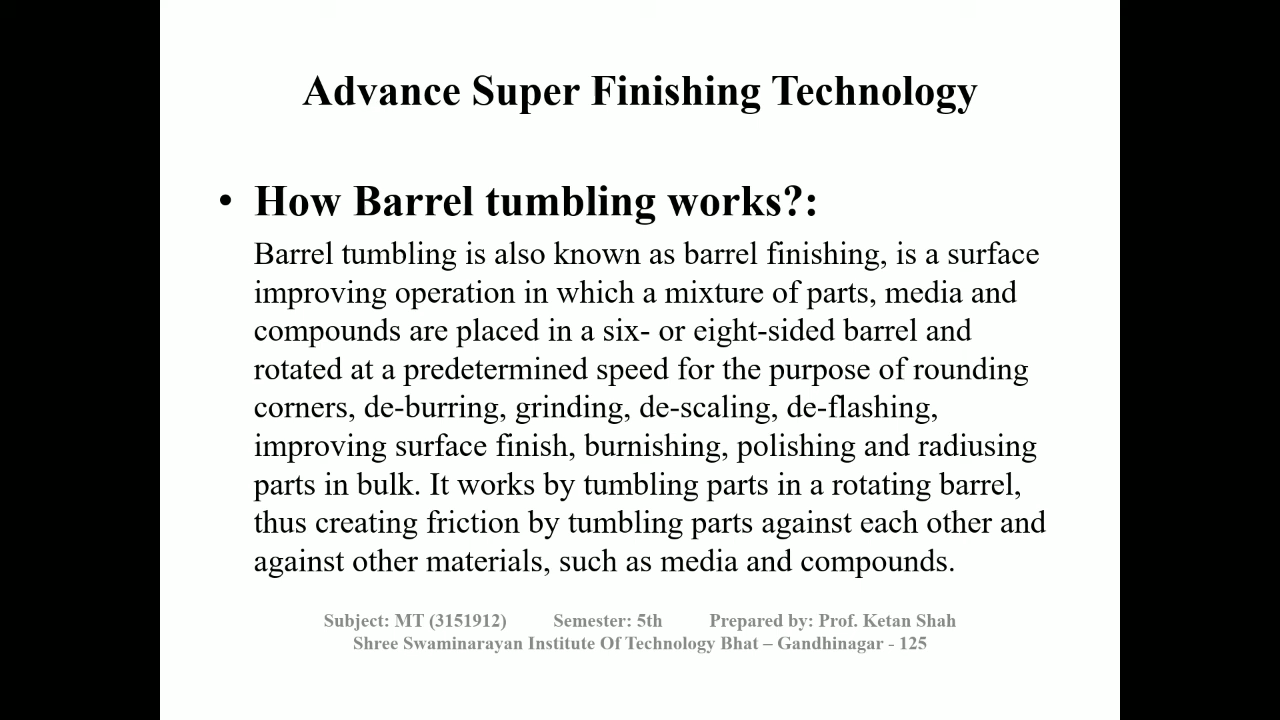 Advance Super Finishing Technology
• How Barrel tumbling works?:
Barrel tumbling is also known as barrel finishing, is a surface
improving operation in which a mixture of parts, media and
compounds are placed in a six- or eight-sided barrel and
rotated at a predetermined speed for the purpose of rounding
corners, de-burring, grinding, de-scaling, de-flashing,
improving surface finish, burnishing, polishing and radiusing
parts in bulk. It works by tumbling parts in a rotating barrel,
thus creating friction by tumbling parts against each other and
against other materials, such as media and compounds.
Subject: MT (3151912) Semester: 5th Prepared by: Prof. Ketan Shah
Shree Swaminarayan Institute Of Technology Bhat – Gandhinagar - 125